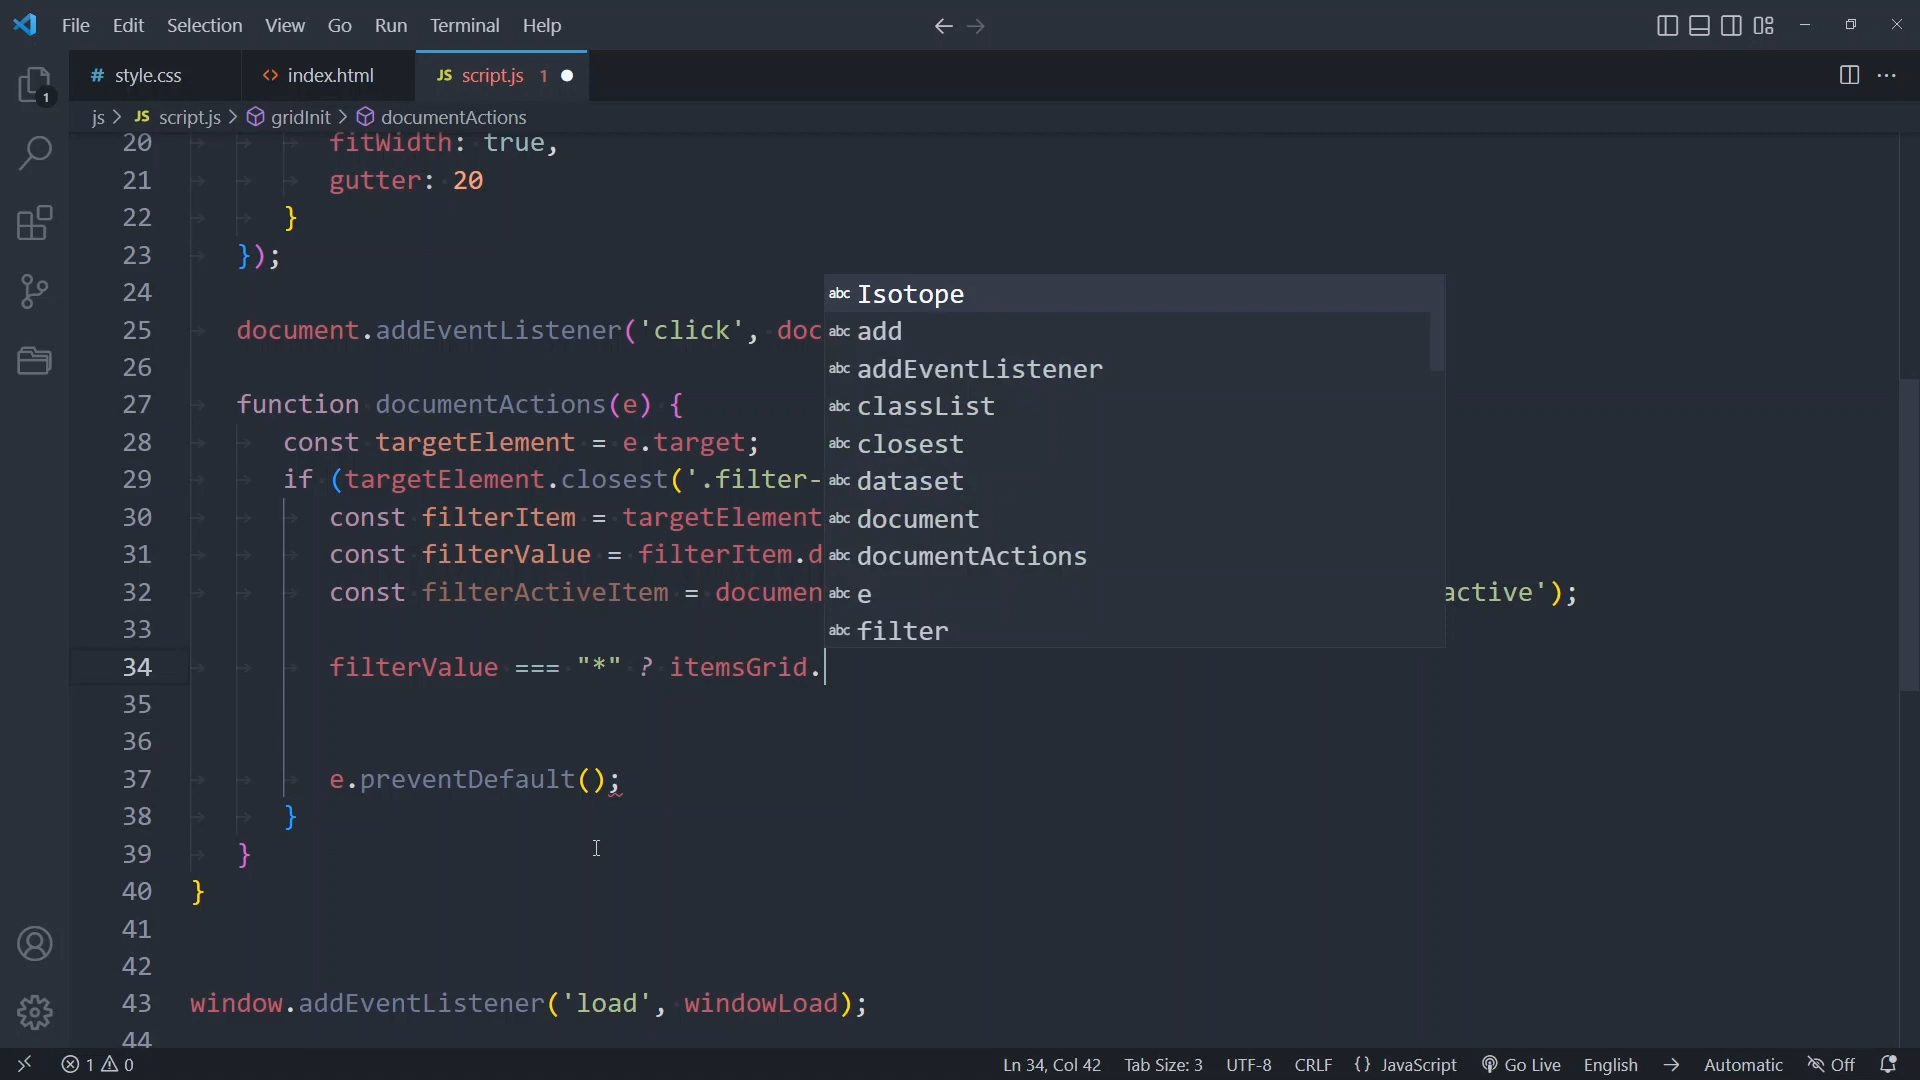 File Edit Selection View Go Run Terminal Help
# style.css <> index.html JS script.js 1
js > JS script.js > gridInit > documentActions
20 fitWidth: true,
21 gutter: 20
22 }
23 });
24
25 document.addEventListener('click', doc
26
27 function documentActions(e) {
28 const targetElement = e.target;
29 if (targetElement.closest('.filter-
30 const filterItem = targetElement
31 const filterValue = filterItem.d
32 const filterActiveItem = documen active');
33
34 filterValue === "*" ? itemsGrid.
35
36
37 e.preventDefault();
38 }
39 }
40 }
41
42
43 window.addEventListener('load', windowLoad);
44
abc Isotope
abc add
abc addEventListener
abc classList
abc closest
abc dataset
abc document
abc documentActions
abc e
abc filter
1
1 0 Ln 34, Col 42 Tab Size: 3 UTF-8 CRLF {} JavaScript Go Live English Automatic Off